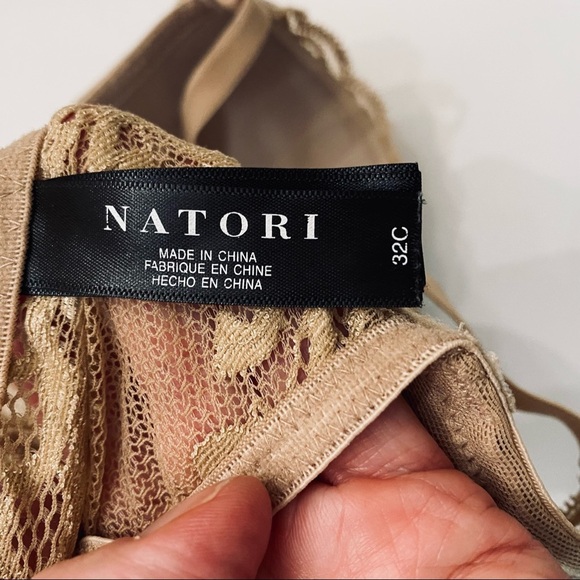 NATORI
MADE IN CHINA
FABRIQUE EN CHINE
HECHO EN CHINA
32C